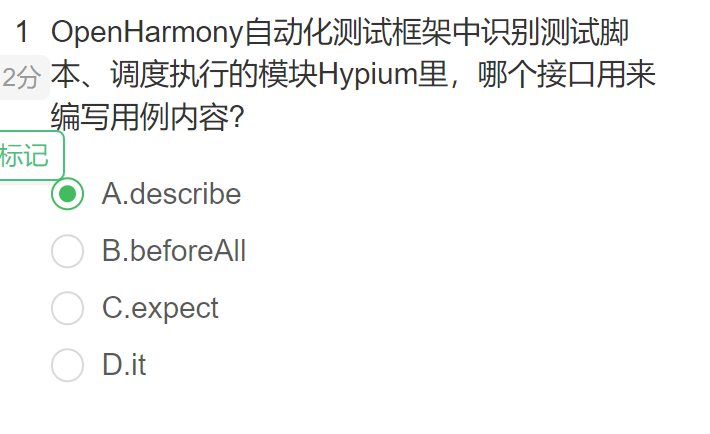 1 OpenHarmony自动化测试框架中识别测试脚
2分 本、调度执行的模块Hypium里，哪个接口用来
编写用例内容?
标记
A.describe
B.beforeAll
C.expect
D.it